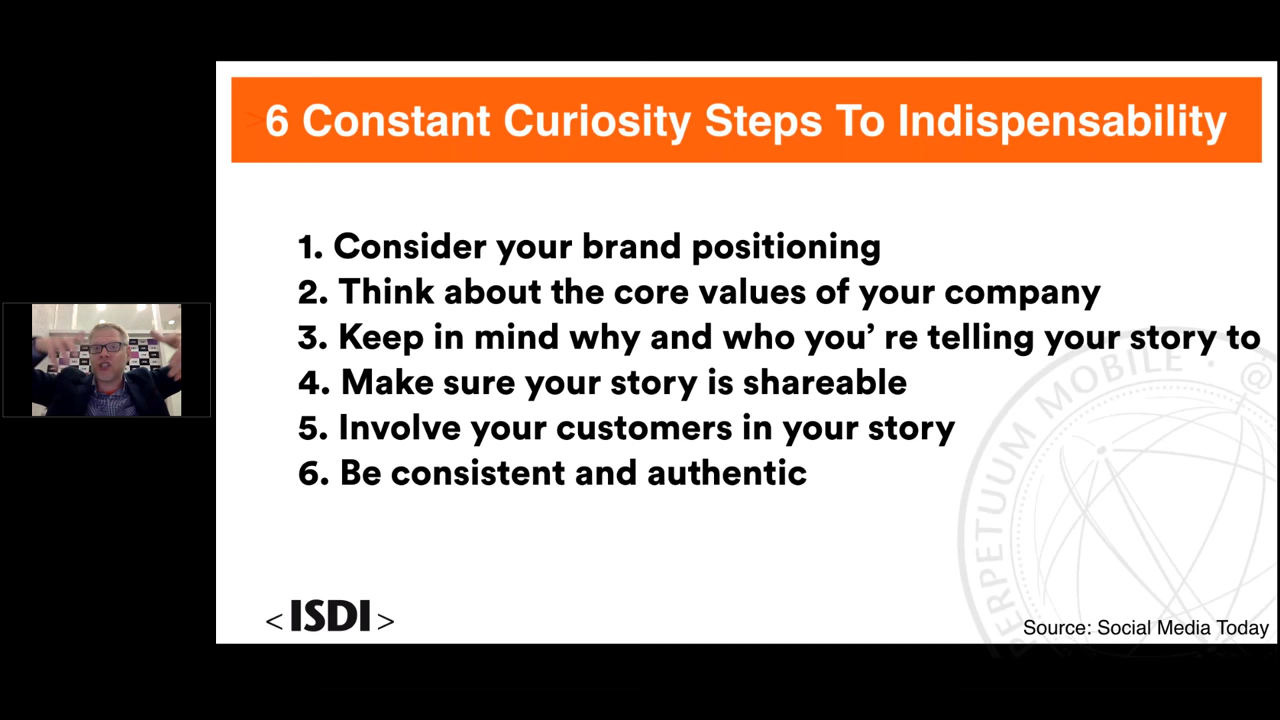 6 Constant Curiosity Steps To Indispensability
1. Consider your brand positioning
2. Think about the core values of your company
3. Keep in mind why and who you’ re telling your story to
4. Make sure your story is shareable
5. Involve your customers in your story
6. Be consistent and authentic
PERPETUUM MOBILE · @
<ISDI>
Source: Social Media Today